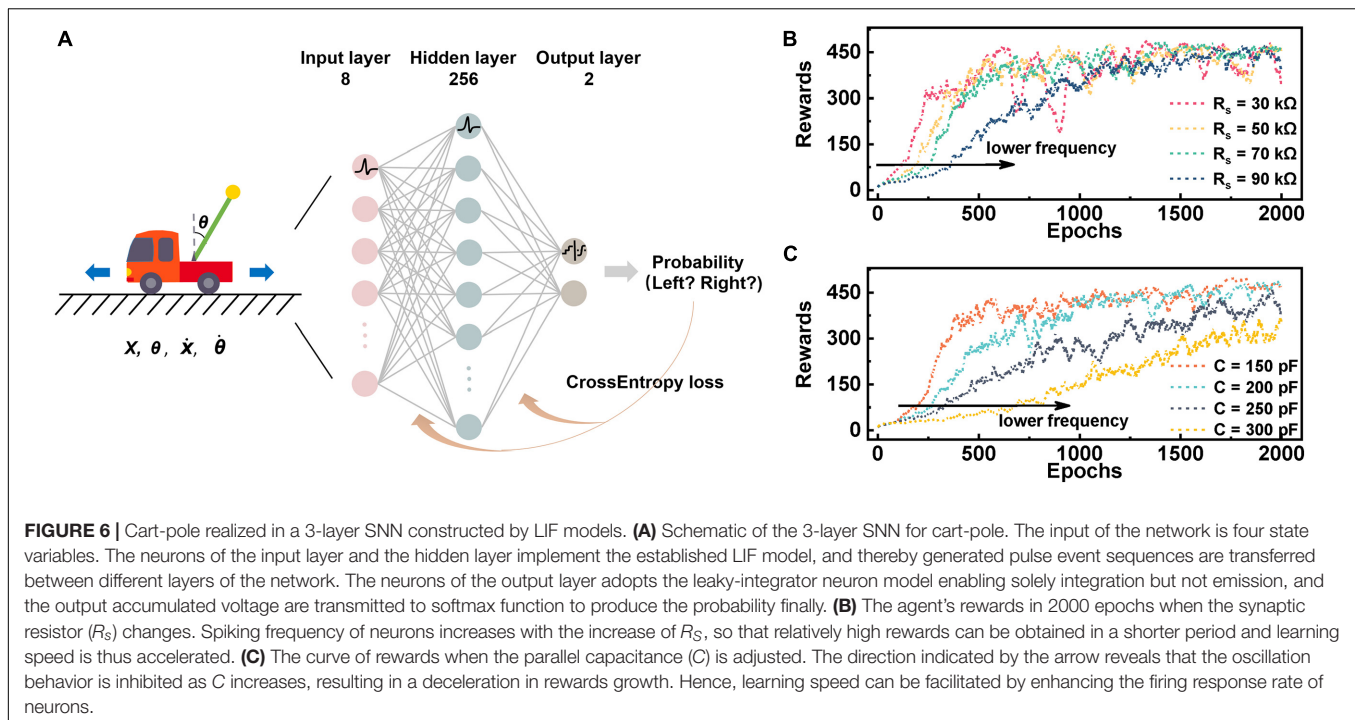 A
Input layer
8
Hidden layer
256
Output layer
2
θ
X, θ, ẋ, θ̇
Probability
(Left? Right?)
CrossEntropy loss
B
Rewards
450
300
150
0
Rs = 30 kΩ
Rs = 50 kΩ
Rs = 70 kΩ
Rs = 90 kΩ
lower frequency
0 500 1000 1500 2000
Epochs
C
Rewards
450
300
150
0
C = 150 pF
C = 200 pF
C = 250 pF
C = 300 pF
lower frequency
0 500 1000 1500 2000
Epochs
FIGURE 6 | Cart-pole realized in a 3-layer SNN constructed by LIF models. (A) Schematic of the 3-layer SNN for cart-pole. The input of the network is four state
variables. The neurons of the input layer and the hidden layer implement the established LIF model, and thereby generated pulse event sequences are transferred
between different layers of the network. The neurons of the output layer adopts the leaky-integrator neuron model enabling solely integration but not emission, and
the output accumulated voltage are transmitted to softmax function to produce the probability finally. (B) The agent's rewards in 2000 epochs when the synaptic
resistor (Rs) changes. Spiking frequency of neurons increases with the increase of RS, so that relatively high rewards can be obtained in a shorter period and learning
speed is thus accelerated. (C) The curve of rewards when the parallel capacitance (C) is adjusted. The direction indicated by the arrow reveals that the oscillation
behavior is inhibited as C increases, resulting in a deceleration in rewards growth. Hence, learning speed can be facilitated by enhancing the firing response rate of
neurons.